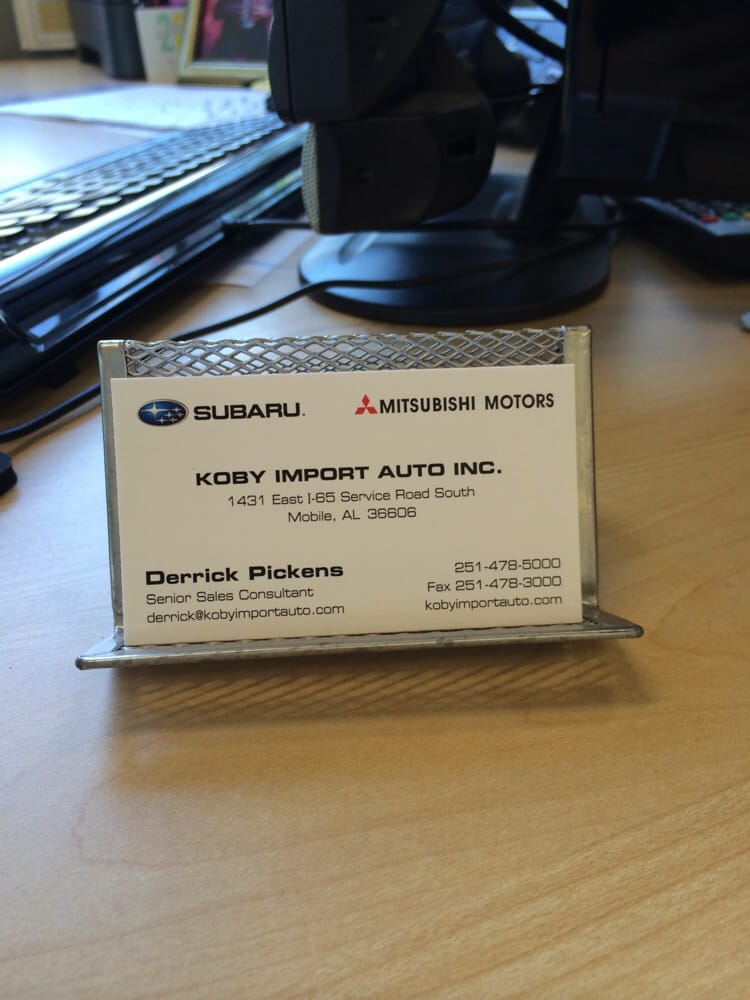 SUBARU.
MITSUBISHI MOTORS
KOBY IMPORT AUTO INC.
1431 East I-65 Service Road South
Mobile, AL 36606
Derrick Pickens
Senior Sales Consultant
derrick@kobyimportauto.com
251-478-5000
Fax 251-478-3000
kobyimportauto.com